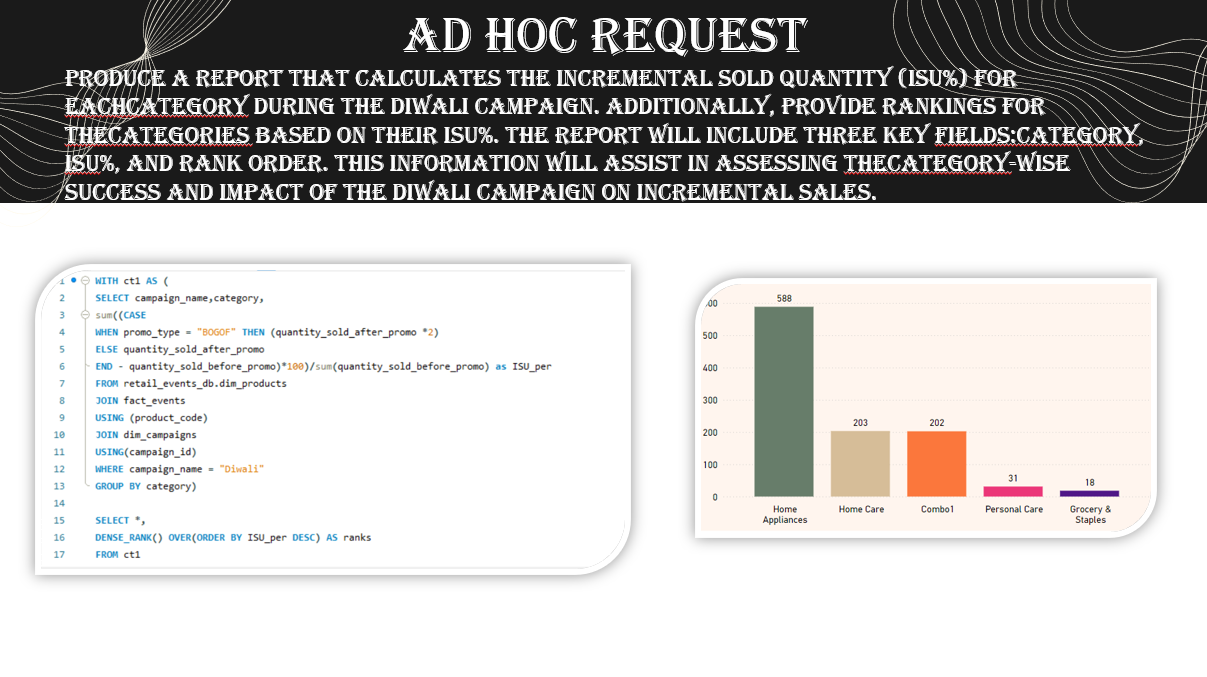 AD HOC REQUEST
PRODUCE A REPORT THAT CALCULATES THE INCREMENTAL SOLD QUANTITY (ISU%) FOR
EACHCATEGORY DURING THE DIWALI CAMPAIGN. ADDITIONALLY, PROVIDE RANKINGS FOR
THECATEGORIES BASED ON THEIR ISU%. THE REPORT WILL INCLUDE THREE KEY FIELDS:CATEGORY,
ISU%, AND RANK ORDER. THIS INFORMATION WILL ASSIST IN ASSESSING THECATEGORY-WISE
SUCCESS AND IMPACT OF THE DIWALI CAMPAIGN ON INCREMENTAL SALES.
1 WITH ct1 AS (
2 SELECT campaign_name,category,
3 sum((CASE
4 WHEN promo_type = "BOGOF" THEN (quantity_sold_after_promo *2)
5 ELSE quantity_sold_after_promo
6 END - quantity_sold_before_promo)*100)/sum(quantity_sold_before_promo) as ISU_per
7 FROM retail_events_db.dim_products
8 JOIN fact_events
9 USING (product_code)
10 JOIN dim_campaigns
11 USING(campaign_id)
12 WHERE campaign_name = "Diwali"
13 GROUP BY category)
14
15 SELECT *,
16 DENSE_RANK() OVER(ORDER BY ISU_per DESC) AS ranks
17 FROM ct1
588
500
400
300
203
202
200
100
31
18
0
Home Home Care Combo1 Personal Care Grocery &
Appliances Staples